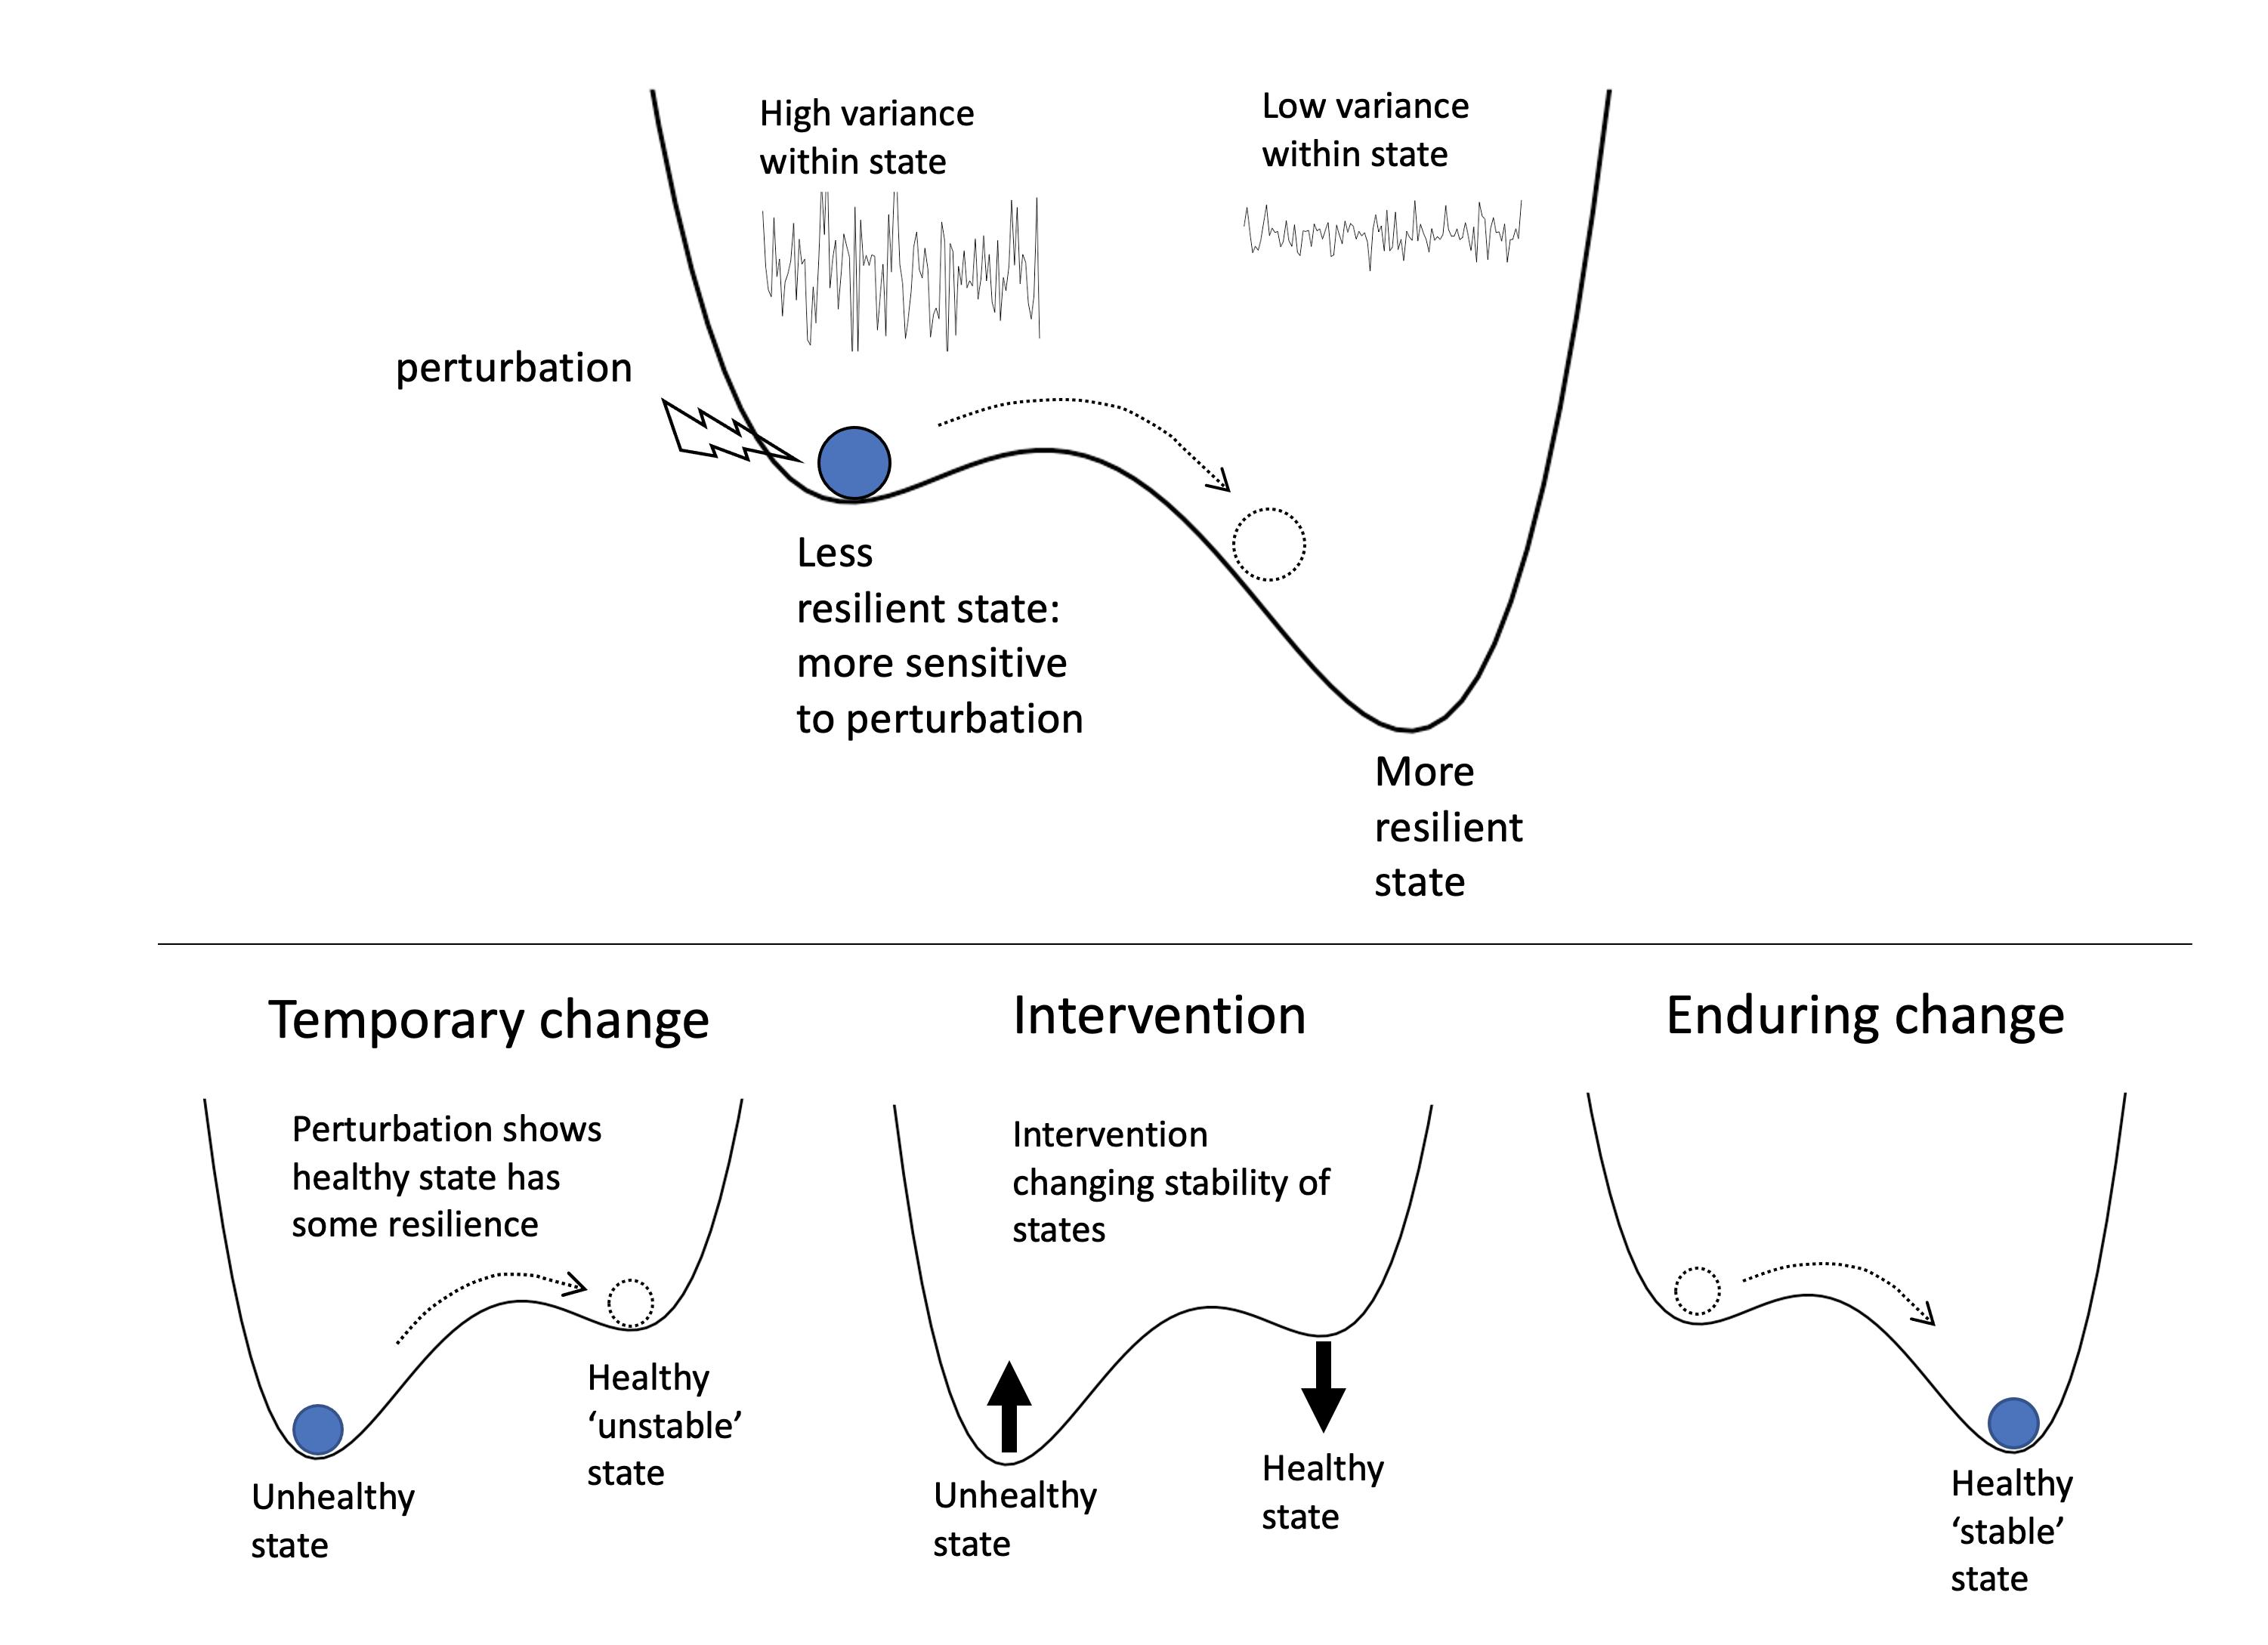 High variance
within state
Low variance
within state
perturbation
Less
resilient state:
more sensitive
to perturbation
More
resilient
state
Temporary change
Perturbation shows
healthy state has
some resilience
Healthy
‘unstable’
state
Unhealthy
state
Intervention
Intervention
changing stability of
states
Unhealthy
state
Healthy
state
Enduring change
Healthy
‘stable’
state